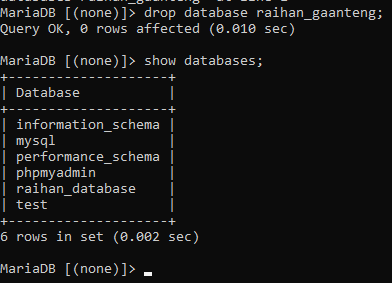 MariaDB [(none)]> drop database raihan_gaanteng;
Query OK, 0 rows affected (0.010 sec)
MariaDB [(none)]> show databases;
+--------------------+
| Database           |
+--------------------+
| information_schema |
| mysql              |
| performance_schema |
| phpmyadmin         |
| raihan_database    |
| test               |
+--------------------+
6 rows in set (0.002 sec)
MariaDB [(none)]>